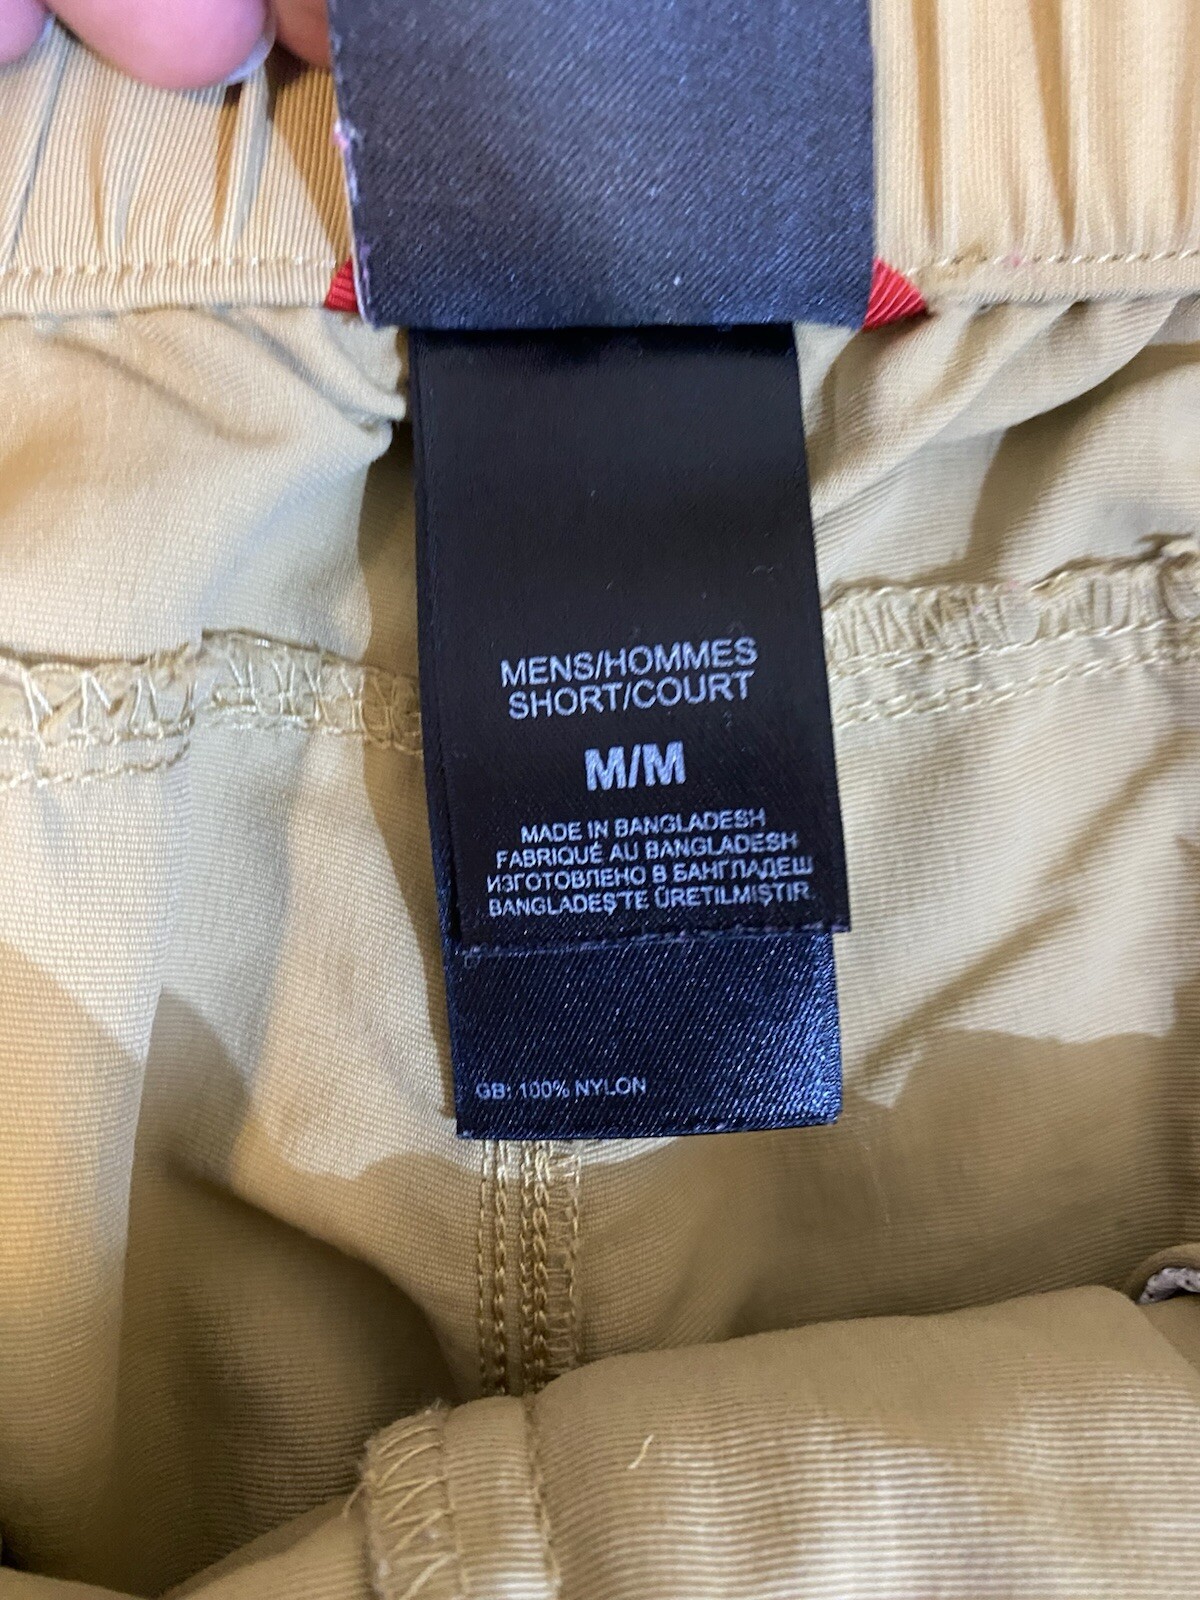 MENS/HOMMES
SHORT/COURT
M/M
MADE IN BANGLADESH
FABRIQUÉ AU BANGLADESH
ИЗГОТОВЛЕНО В БАНГЛАДЕШ
BANGLADEŞ'TE ÜRETILMIŞTIR.
GB: 100% NYLON